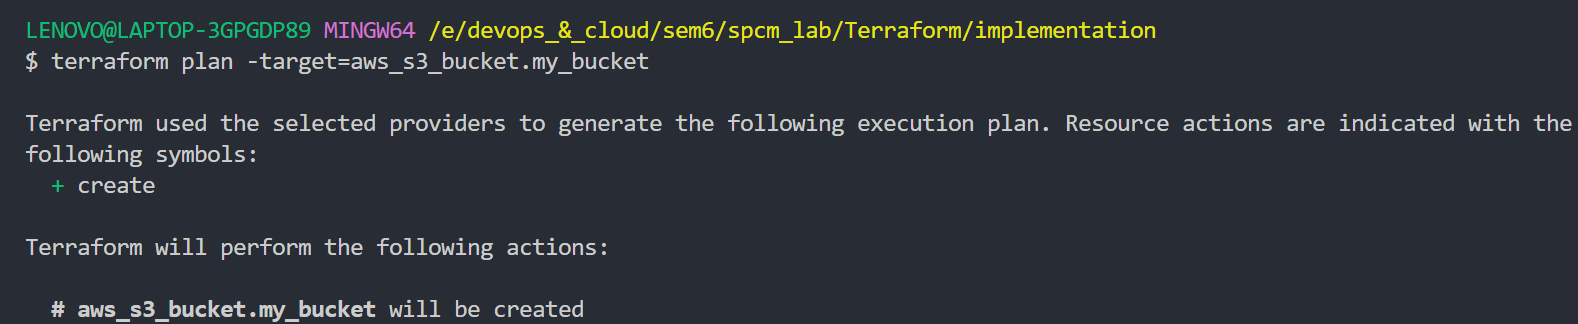 LENOVO@LAPTOP-3GPGDP89 MINGW64 /e/devops_&_cloud/sem6/spcm_lab/Terraform/implementation
$ terraform plan -target=aws_s3_bucket.my_bucket
Terraform used the selected providers to generate the following execution plan. Resource actions are indicated with the
following symbols:
  + create
Terraform will perform the following actions:
  # aws_s3_bucket.my_bucket will be created